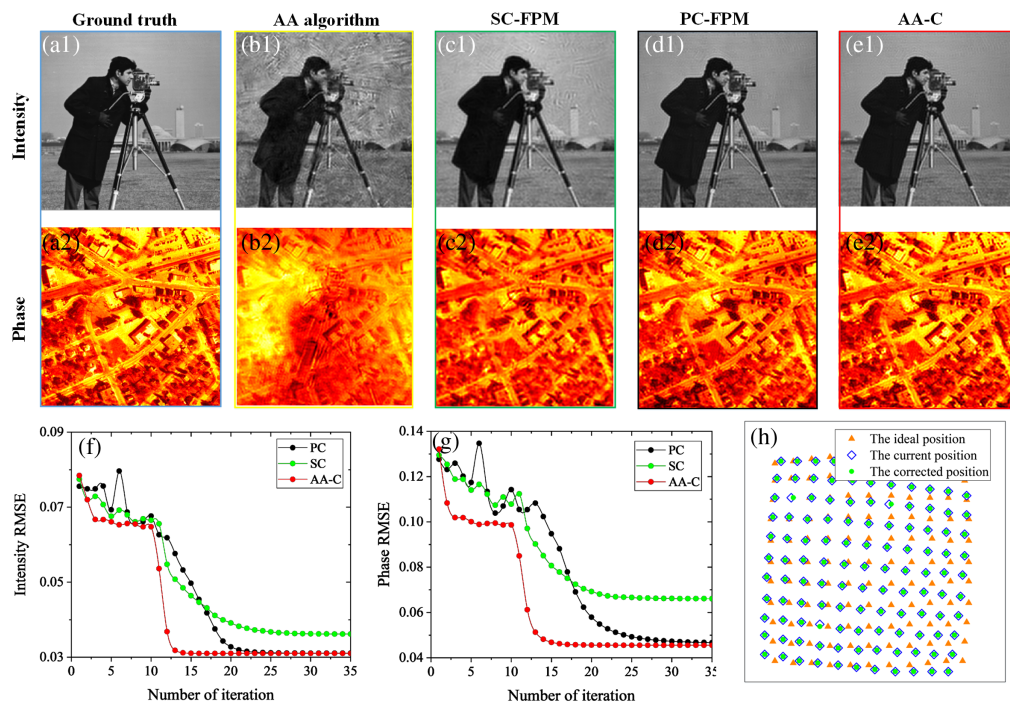 Ground truth AA algorithm SC-FPM PC-FPM AA-C
Intensity
(a1) (b1) (c1) (d1) (e1)
Phase
(a2) (b2) (c2) (d2) (e2)
(f)
PC
SC
AA-C
Intensity RMSE
0.09
0.07
0.05
0.03
0 5 10 15 20 25 30 35
Number of iteration
(g)
PC
SC
AA-C
Phase RMSE
0.14
0.12
0.10
0.08
0.06
0.04
0 5 10 15 20 25 30 35
Number of iteration
(h)
The ideal position
The current position
The corrected position